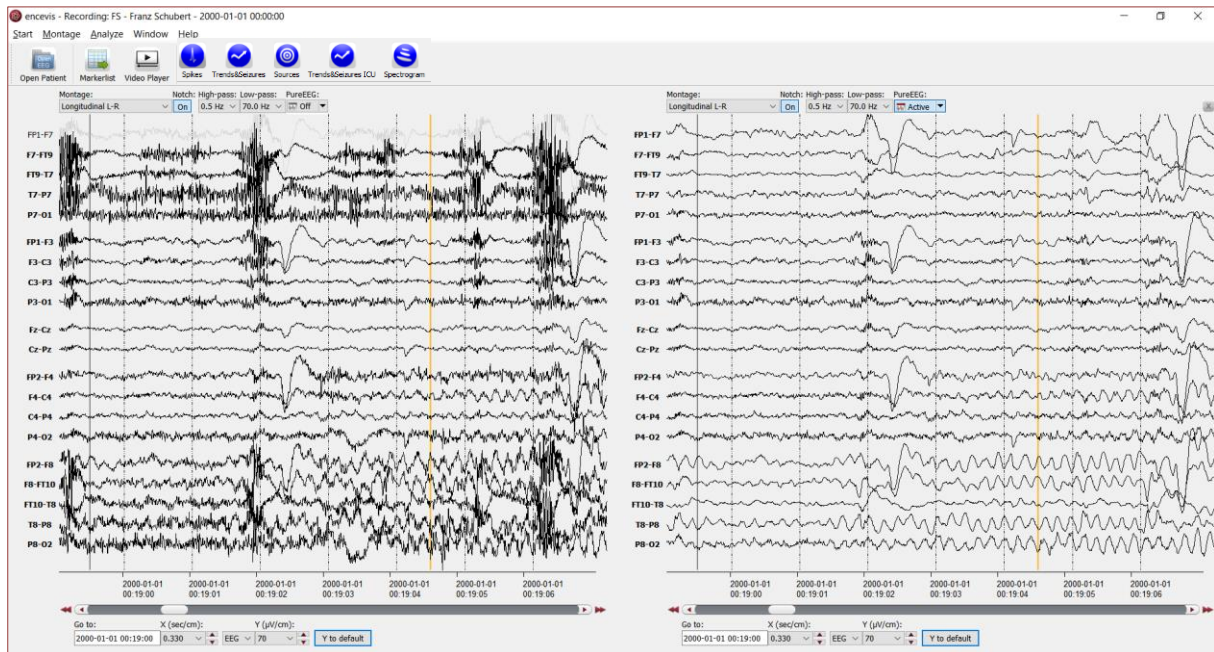 encevis - Recording: FS - Franz Schubert - 2000-01-01 00:00:00
Start Montage Analyze Window Help
Open EEG
Open Patient Markerlist Video Player Spikes Trends&Seizures Sources Trends&Seizures ICU Spectrogram
Montage: Notch: High-pass: Low-pass: PureEEG:
Longitudinal L-R On 0.5 Hz 70.0 Hz Off
FP1-F7
F7-FT9
FT9-T7
T7-P7
P7-O1
FP1-F3
F3-C3
C3-P3
P3-O1
Fz-Cz
Cz-Pz
FP2-F4
F4-C4
C4-P4
P4-O2
FP2-F8
F8-FT10
FT10-T8
T8-P8
P8-O2
2000-01-01 2000-01-01 2000-01-01 2000-01-01 2000-01-01 2000-01-01 2000-01-01
00:19:00 00:19:01 00:19:02 00:19:03 00:19:04 00:19:05 00:19:06
Go to: X (sec/cm): Y (µV/cm):
2000-01-01 00:19:00 0.330 EEG 70 Y to default
Montage: Notch: High-pass: Low-pass: PureEEG:
Longitudinal L-R On 0.5 Hz 70.0 Hz Active
FP1-F7
F7-FT9
FT9-T7
T7-P7
P7-O1
FP1-F3
F3-C3
C3-P3
P3-O1
Fz-Cz
Cz-Pz
FP2-F4
F4-C4
C4-P4
P4-O2
FP2-F8
F8-FT10
FT10-T8
T8-P8
P8-O2
2000-01-01 2000-01-01 2000-01-01 2000-01-01 2000-01-01 2000-01-01 2000-01-01
00:19:00 00:19:01 00:19:02 00:19:03 00:19:04 00:19:05 00:19:06
Go to: X (sec/cm): Y (µV/cm):
2000-01-01 00:19:00 0.330 EEG 70 Y to default